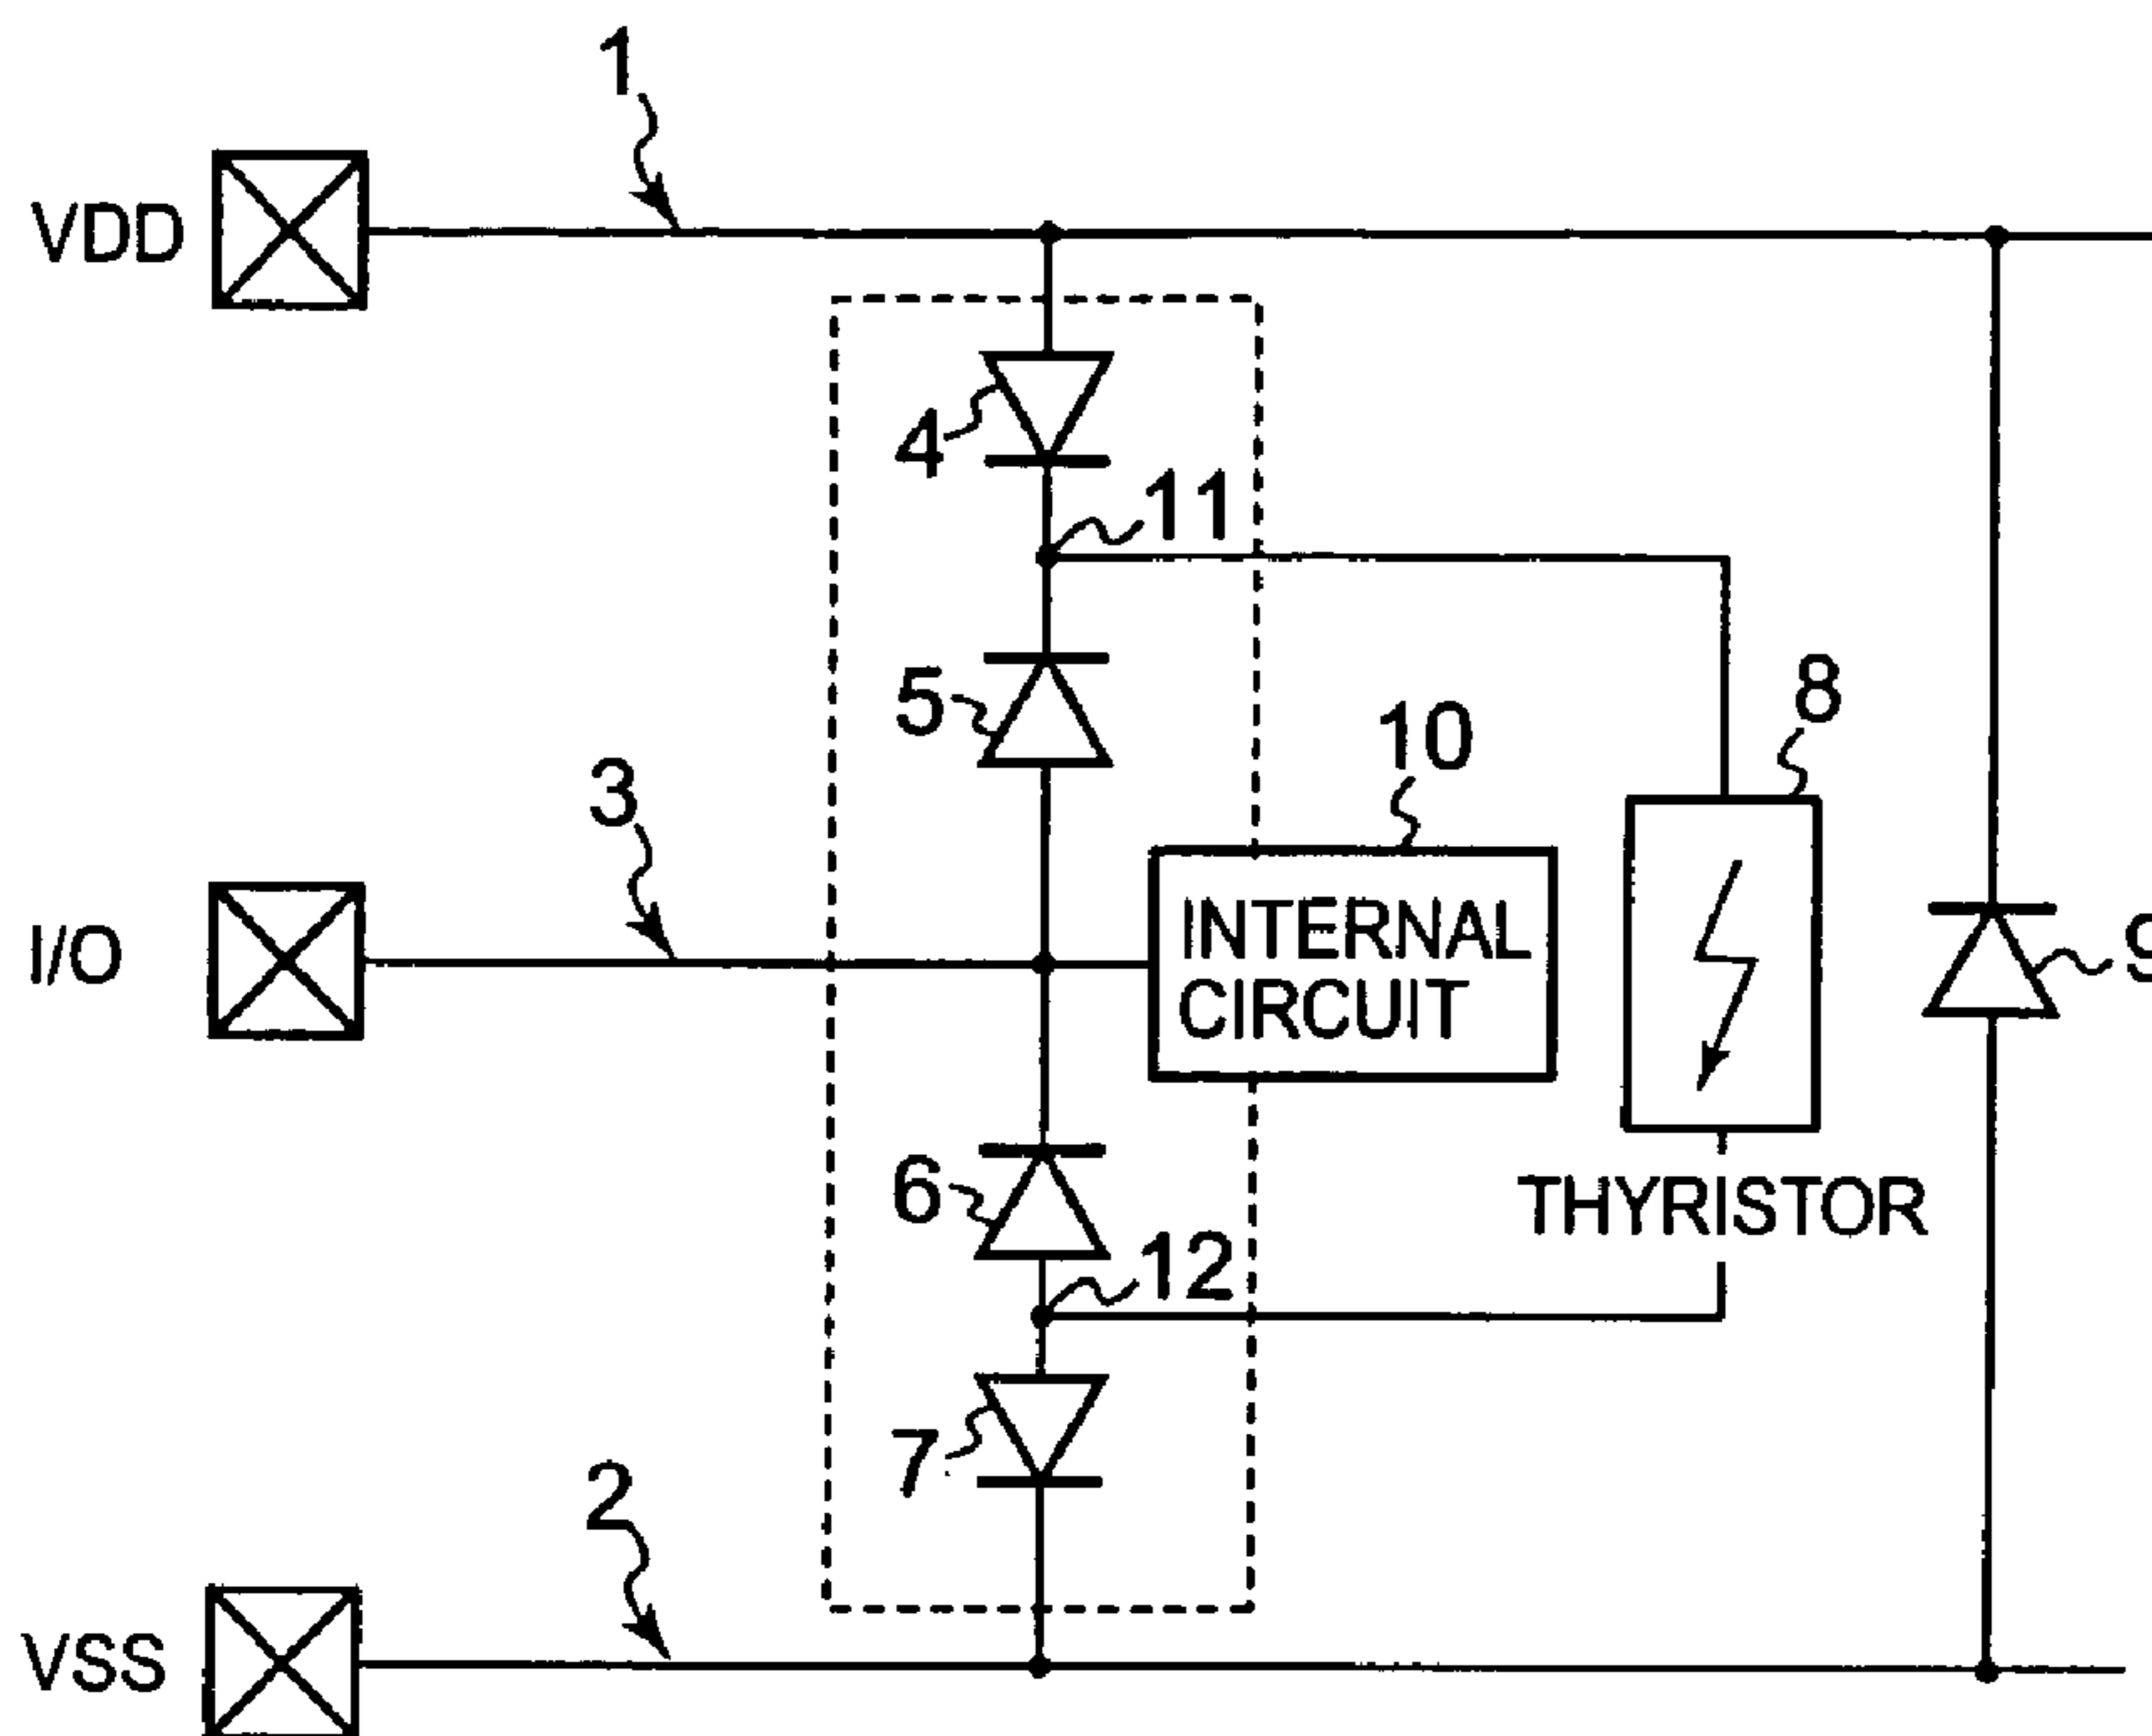 1
VDD
4
11
5
8
10
3
I/O
INTERNAL
CIRCUIT
9
6
THYRISTOR
12
7
2
VSS